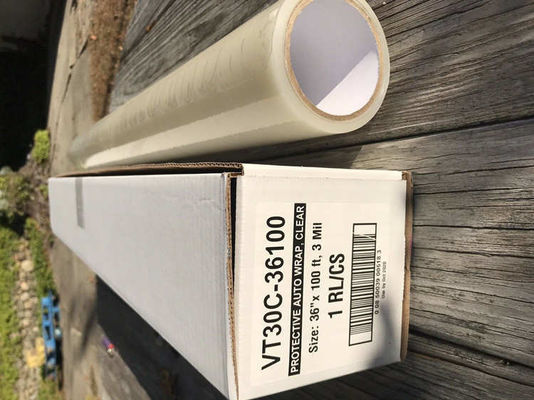 VT30C-36100
PROTECTIVE AUTO WRAP, CLEAR
Size: 36" x 100 ft, 3 Mil
1 RL/CS